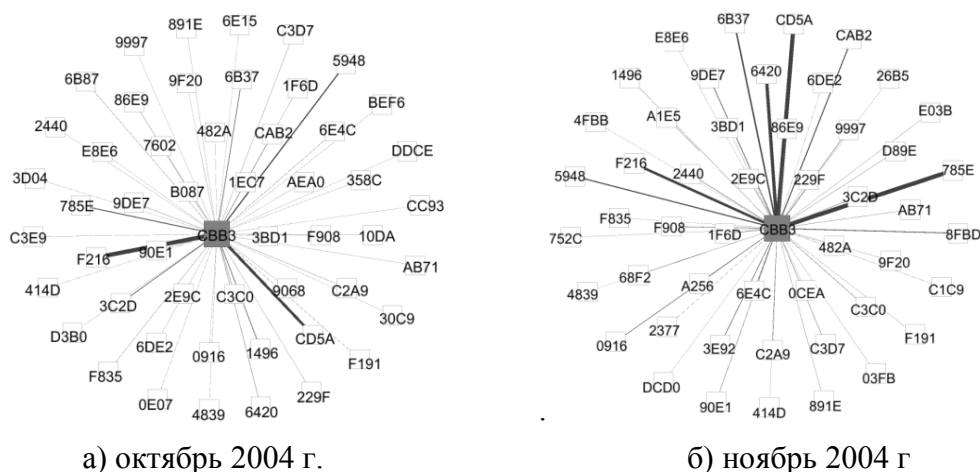 6E15
891E
C3D7
9997
5948
6B87
9F20
6B37
1F6D
86E9
BEF6
2440
482A
CAB2
6E4C
7602
E8E6
DDCE
3D04
B087
1EC7
AEA0
358C
9DE7
785E
CC93
C3E9
CBB3
3BD1
F908
10DA
F216
90E1
AB71
414D
3C2D
2E9C
C3C0
9068
C2A9
30C9
D3B0
CD5A
6DE2
0916
1496
F191
F835
0E07
4839
6420
229F
а) октябрь 2004 г.
6B37
CD5A
CAB2
E8E6
1496
9DE7
6420
6DE2
26B5
4FBB
A1E5
3BD1
86E9
9997
E03B
F216
2440
2E9C
229F
D89E
785E
5948
3C2D
AB71
752C
F835
F908
1F6D
CBB3
482A
8FBD
9F20
4839
68F2
A256
6E4C
0CEA
C1C9
2377
C3C0
0916
3E92
C2A9
C3D7
F191
DCD0
03FB
90E1
414D
891E
.
б) ноябрь 2004 г